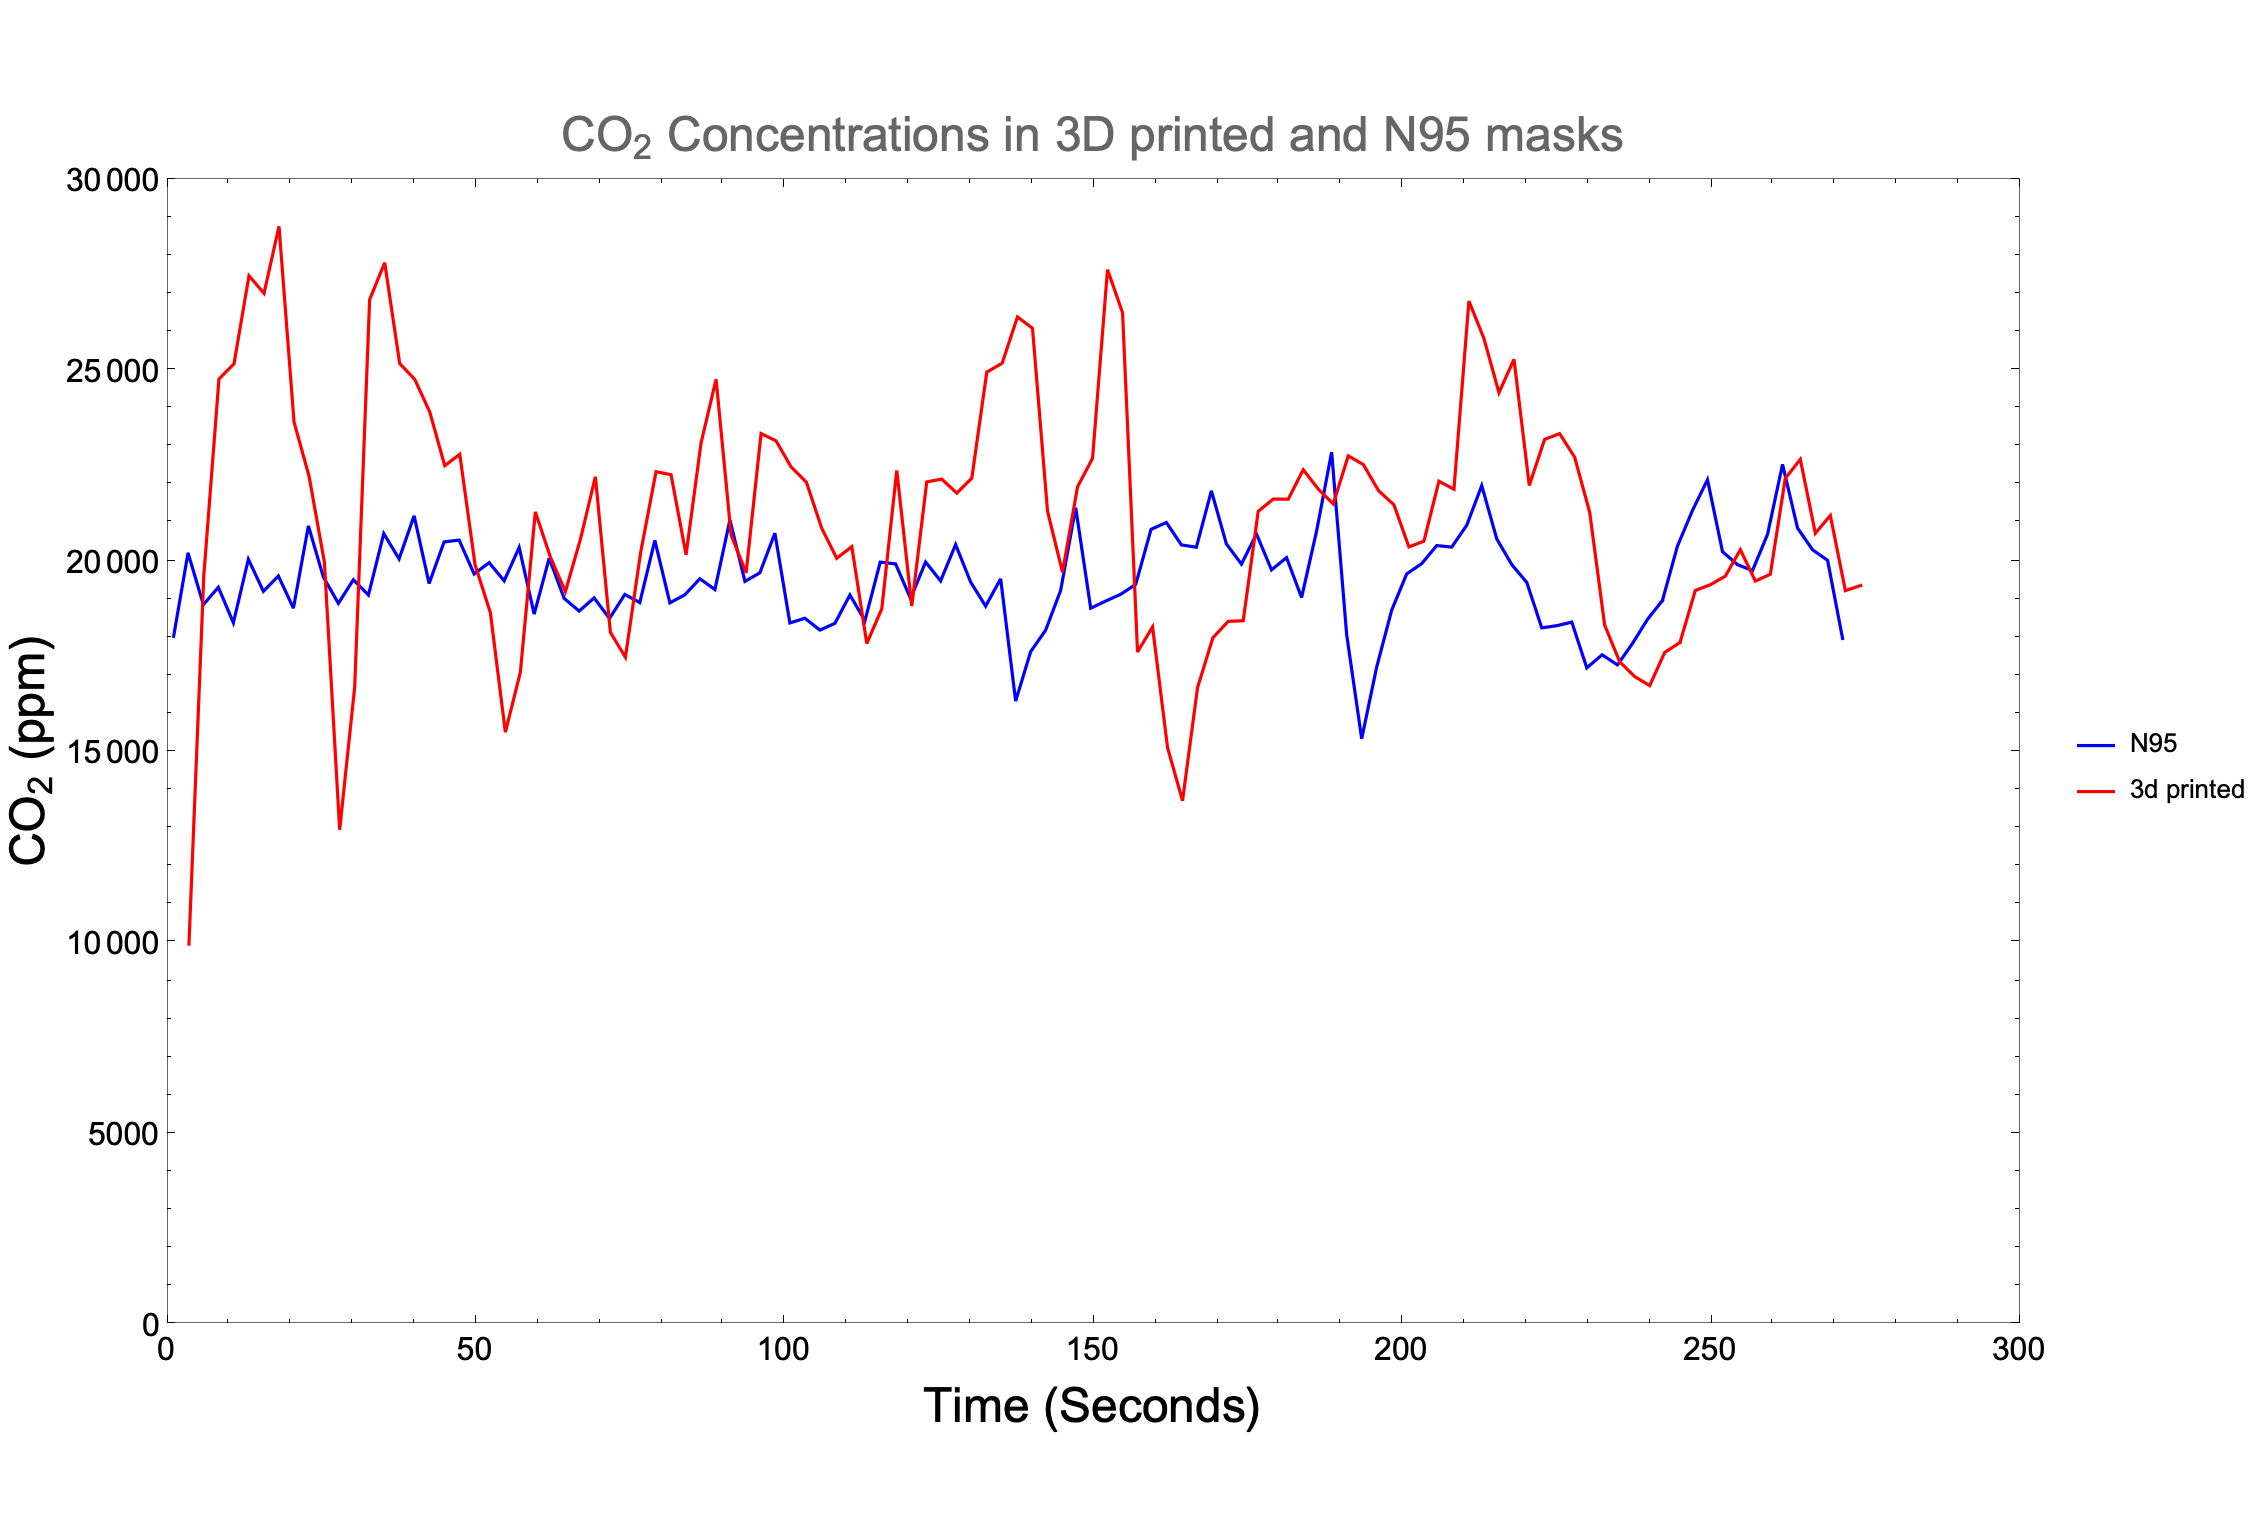 CO₂ Concentrations in 3D printed and N95 masks
30 000
25 000
20 000
15 000
10 000
5000
0
CO₂ (ppm)
0 50 100 150 200 250 300
Time (Seconds)
N95
3d printed